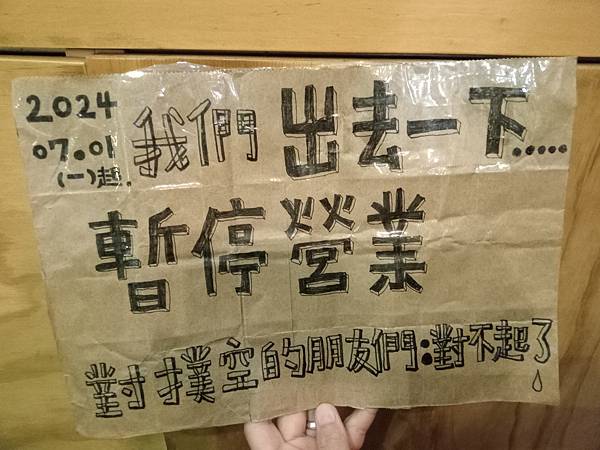 2024
07.01
(一)起.
我們 出去一下.....
暫停營業
對撲空的朋友們:對不起了